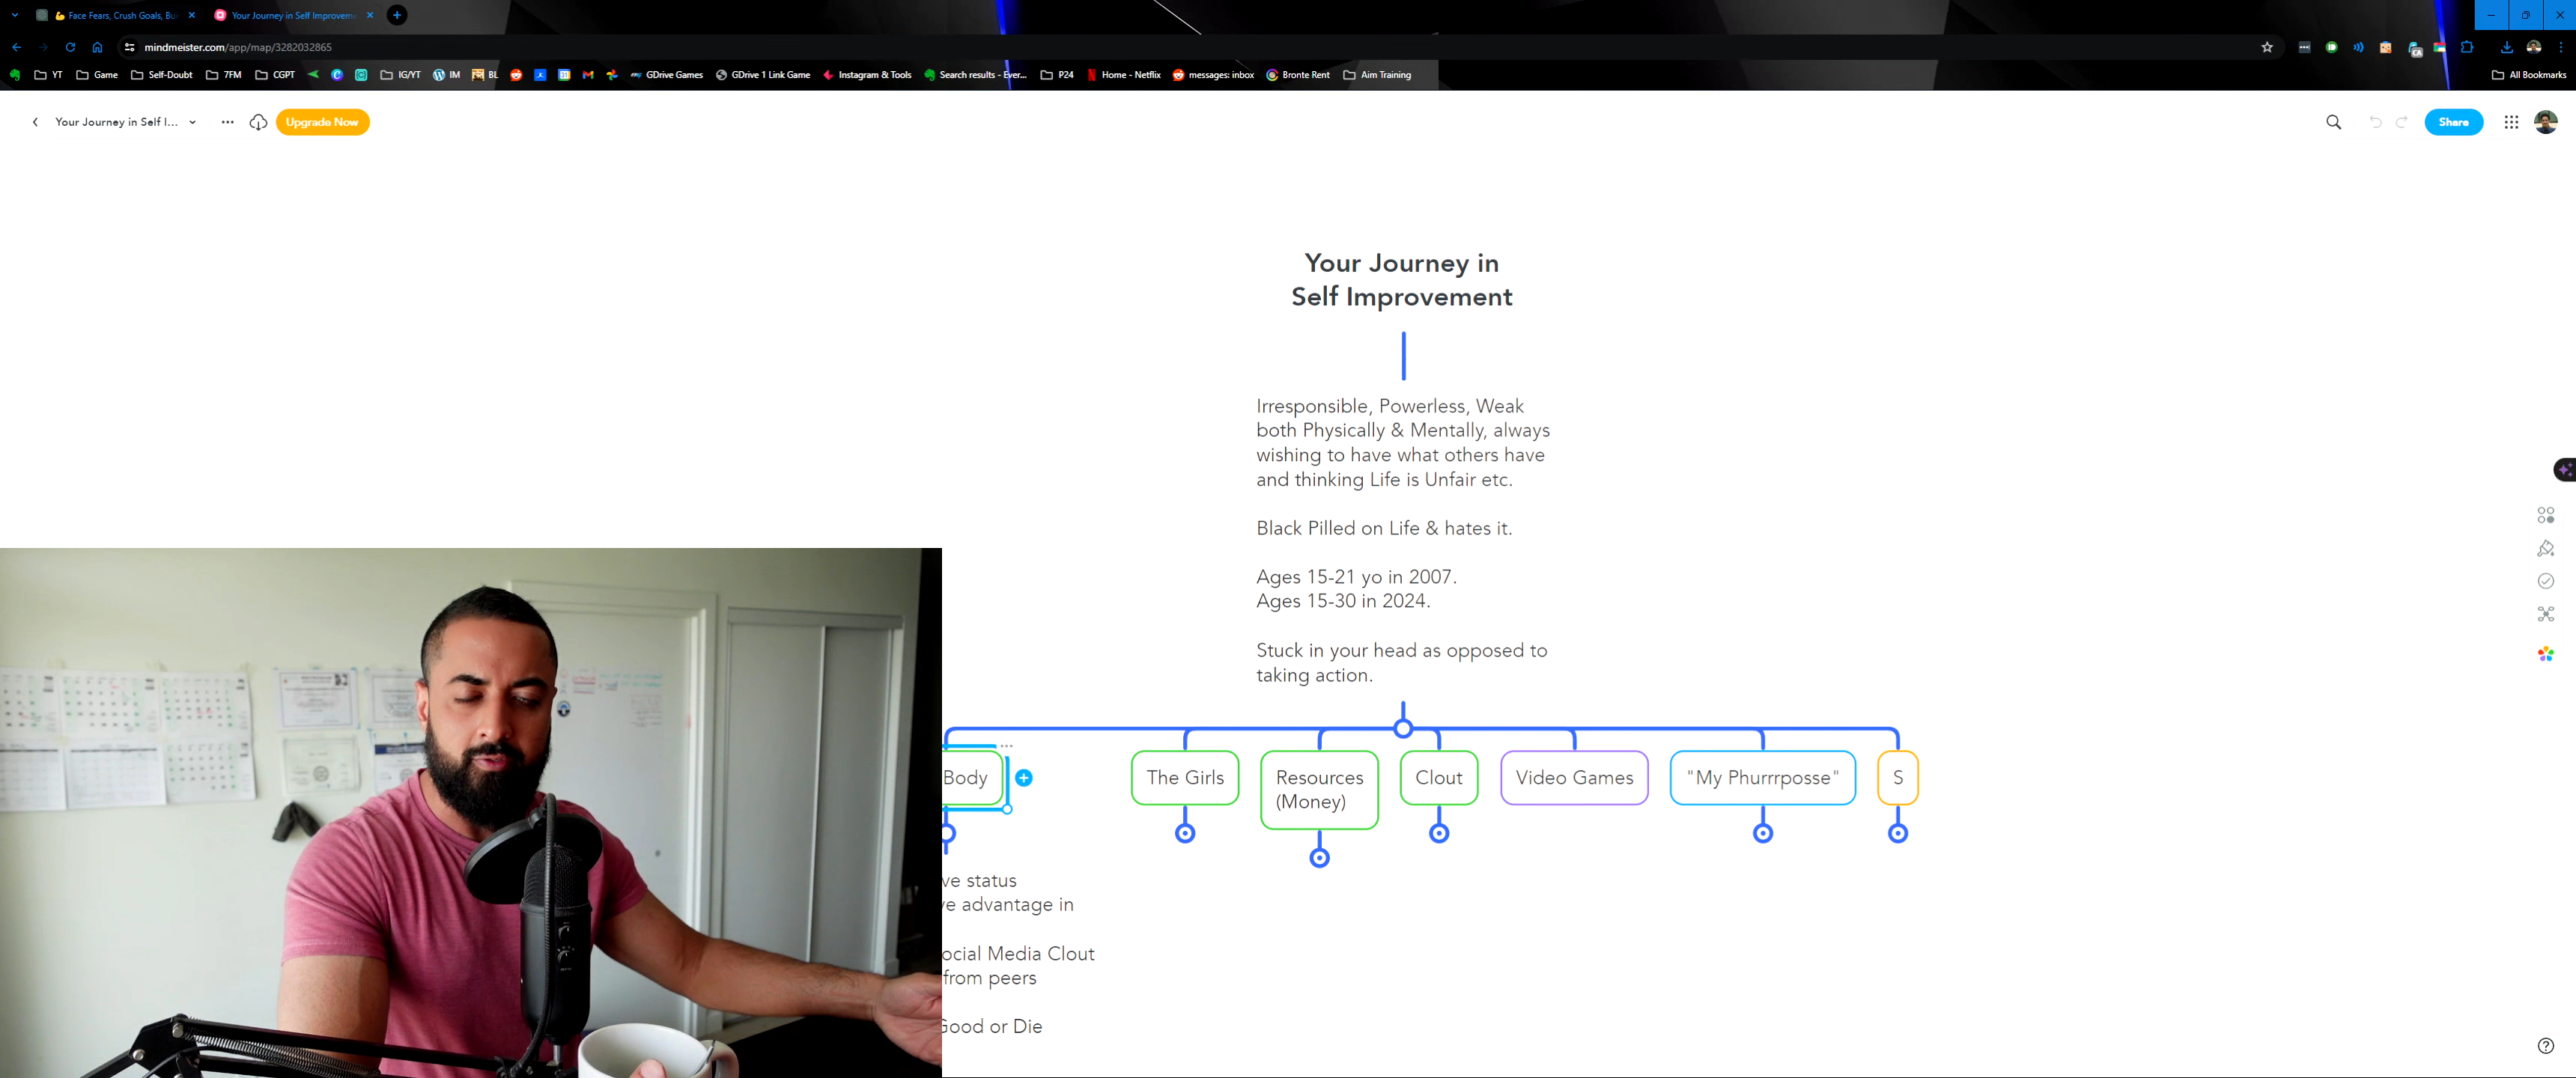 💪 Face Fears, Crush Goals, Bui
Your Journey in Self Improveme
mindmeister.com/app/map/3282032865
YT
Game
Self-Doubt
7FM
CGPT
IG/YT
IM
BL
GDrive Games
GDrive 1 Link Game
Instagram & Tools
Search results - Ever...
P24
Home - Netflix
messages: inbox
Bronte Rent
Aim Training
All Bookmarks
Your Journey in Self I...
Upgrade Now
Share
Your Journey in
Self Improvement
Irresponsible, Powerless, Weak
both Physically & Mentally, always
wishing to have what others have
and thinking Life is Unfair etc.
Black Pilled on Life & hates it.
Ages 15-21 yo in 2007.
Ages 15-30 in 2024.
Stuck in your head as opposed to
taking action.
Body
The Girls
Resources
(Money)
Clout
Video Games
"My Phurrrposse"
S
ve status
ve advantage in
ocial Media Clout
from peers
Good or Die